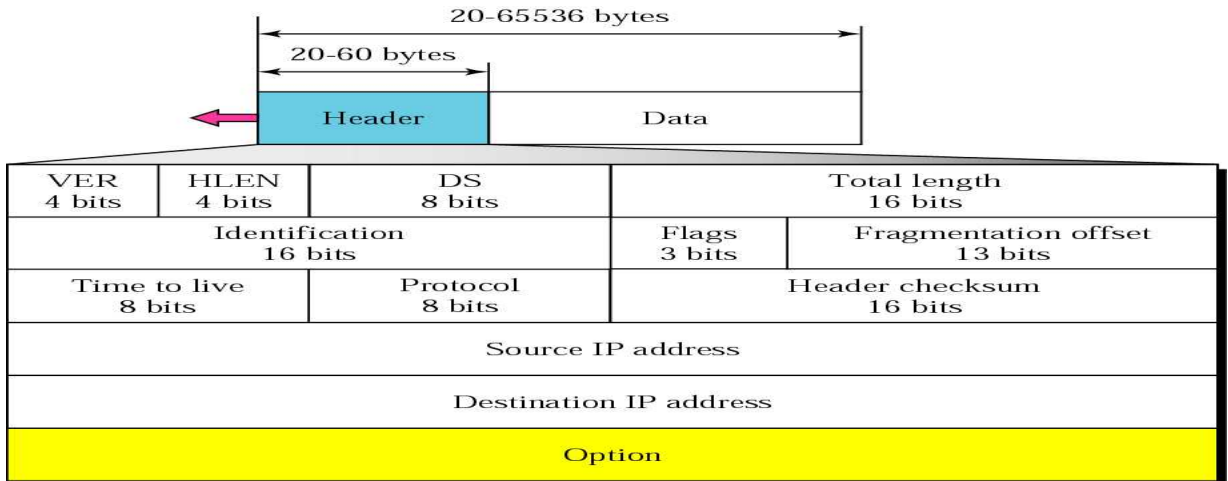 20-65536 bytes
20-60 bytes
Header
Data
VER
4 bits
HLEN
4 bits
DS
8 bits
Total length
16 bits
Identification
16 bits
Flags
3 bits
Fragmentation offset
13 bits
Time to live
8 bits
Protocol
8 bits
Header checksum
16 bits
Source IP address
Destination IP address
Option